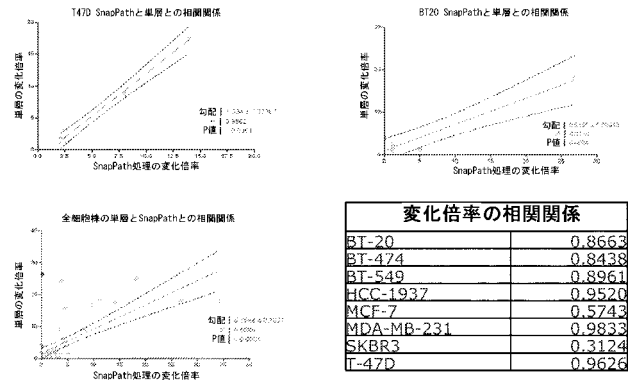 T47D SnapPathと単層との相関関係
単層の変化倍率
勾配
P値
SnapPath処理の変化倍率
BT20 SnapPathと単層との相関関係
単層の変化倍率
勾配
P値
SnapPath処理の変化倍率
全細胞株の単層とSnapPathとの相関関係
単層の変化倍率
勾配
P値
SnapPath処理の変化倍率
変化倍率の相関関係
BT-20 0.8663
BT-474 0.8438
BT-549 0.8961
HCC-1937 0.9520
MCF-7 0.5743
MDA-MB-231 0.9833
SKBR3 0.3124
T-47D 0.9626